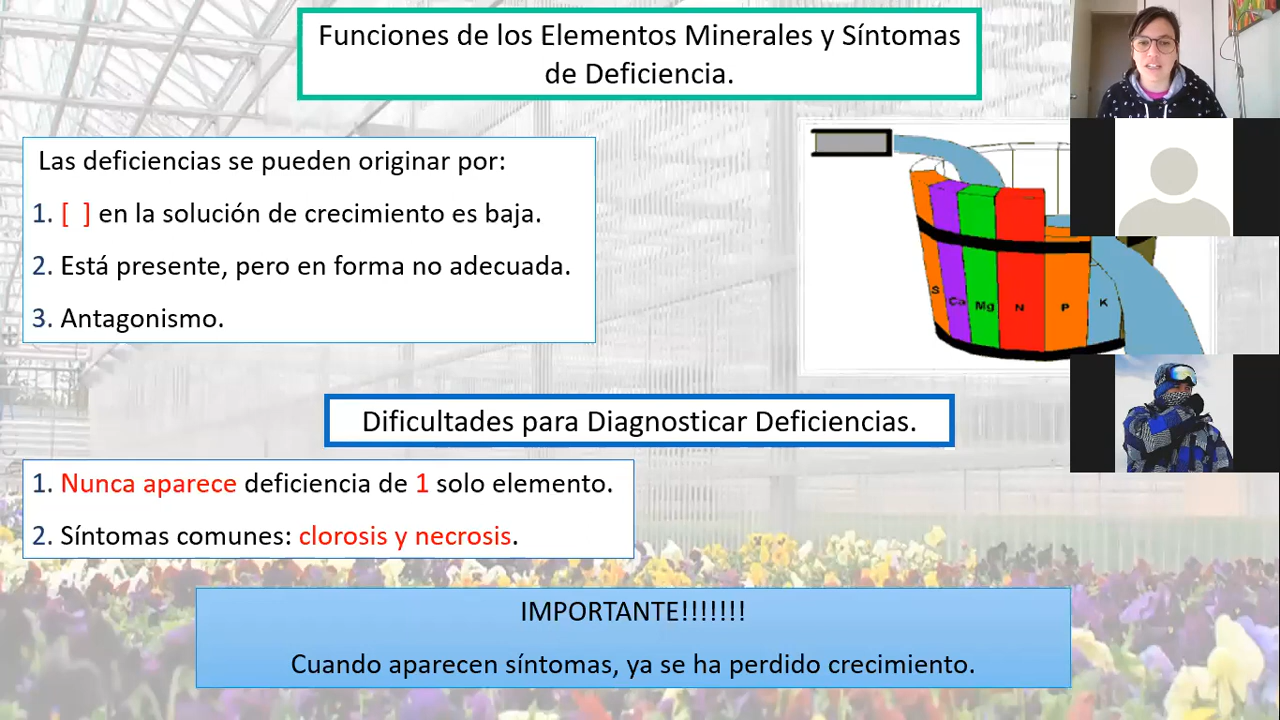 Funciones de los Elementos Minerales y Síntomas
de Deficiencia.
Las deficiencias se pueden originar por:
1. [ ] en la solución de crecimiento es baja.
2. Está presente, pero en forma no adecuada.
3. Antagonismo.
S Ca Mg N P K
Dificultades para Diagnosticar Deficiencias.
1. Nunca aparece deficiencia de 1 solo elemento.
2. Síntomas comunes: clorosis y necrosis.
IMPORTANTE!!!!!!!
Cuando aparecen síntomas, ya se ha perdido crecimiento.